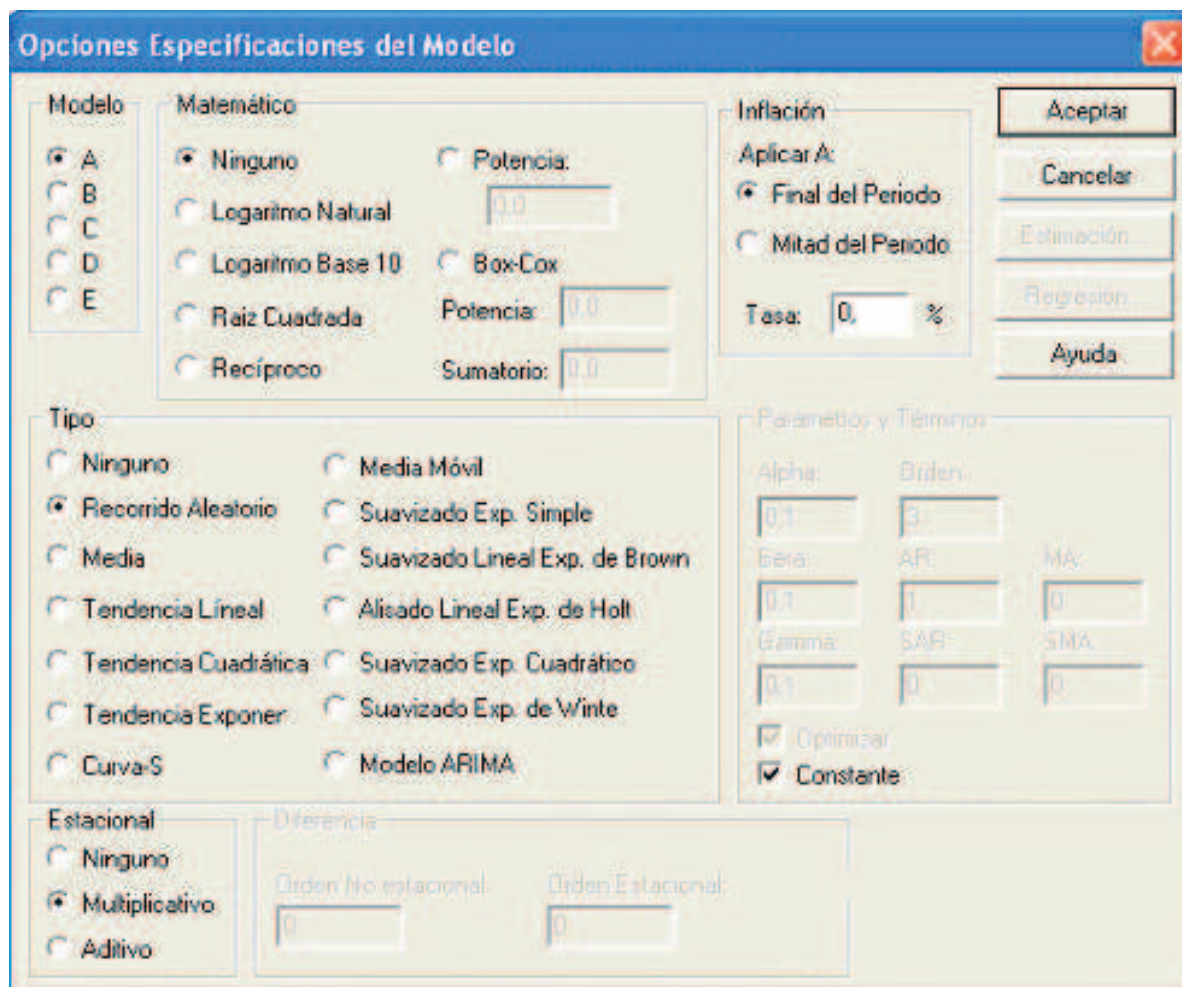 Opciones Especificaciones del Modelo
Modelo
A
B
C
D
E
Matemático
Ninguno
Logaritmo Natural
Logaritmo Base 10
Raiz Cuadrada
Recíproco
Potencia:
0.0
Box-Cox
Potencia: 0.0
Sumatorio: 0.0
Inflación
Aplicar A:
Final del Periodo
Mitad del Periodo
Tasa: 0, %
Aceptar
Cancelar
Estimación...
Regresión...
Ayuda
Tipo
Ninguno
Recorrido Aleatorio
Media
Tendencia Líneal
Tendencia Cuadrática
Tendencia Exponer
Curva-S
Media Móvil
Suavizado Exp. Simple
Suavizado Lineal Exp. de Brown
Alisado Lineal Exp. de Holt
Suavizado Exp. Cuadrático
Suavizado Exp. de Winte
Modelo ARIMA
Parámetros y Términos
Alpha: Orden:
0.1 3
Beta: AR: MA:
0.1 1 0
Gamma: SAR: SMA:
0.1 0 0
Optimizar
Constante
Estacional
Ninguno
Multiplicativo
Aditivo
Diferencia
Orden No estacional: Orden Estacional:
0 0